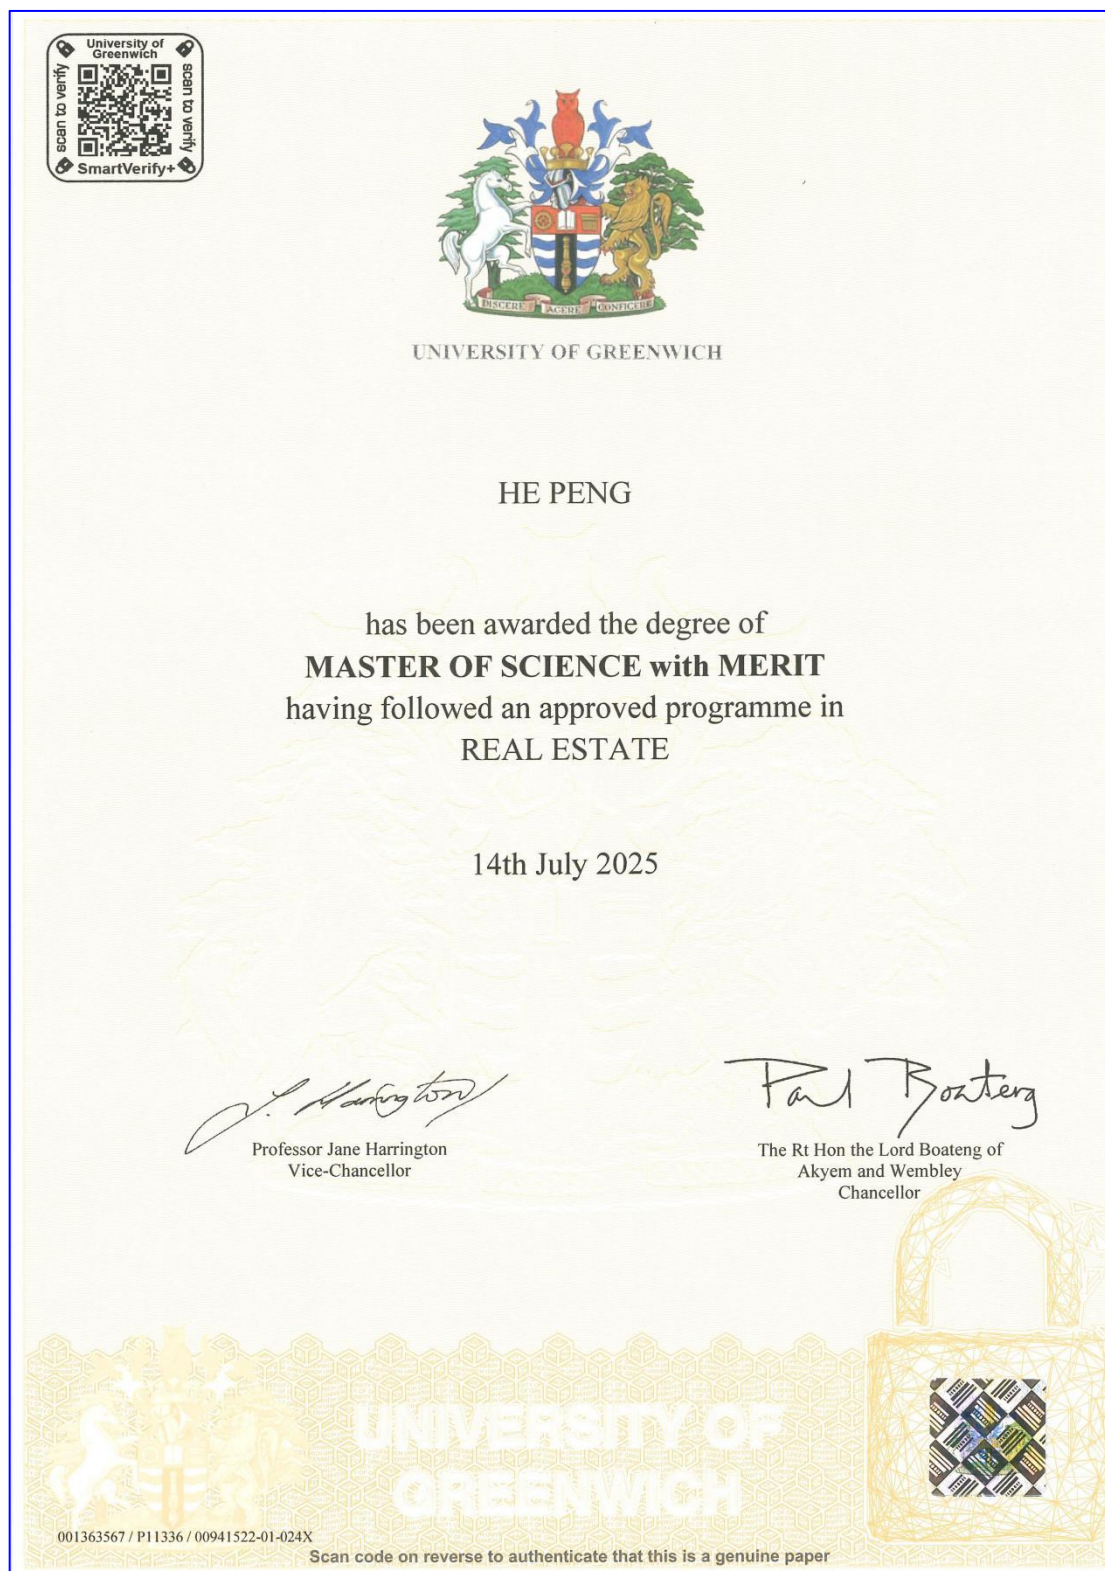 University of
Greenwich
scan to verify
scan to verify
SmartVerify+
DISCERE AGERE CONFICERE
UNIVERSITY OF GREENWICH
HE PENG
has been awarded the degree of
MASTER OF SCIENCE with MERIT
having followed an approved programme in
REAL ESTATE
14th July 2025
J. Harrington
Paul Boateng
Professor Jane Harrington
Vice-Chancellor
The Rt Hon the Lord Boateng of
Akyem and Wembley
Chancellor
UNIVERSITY OF
GREENWICH
001363567 / P11336 / 00941522-01-024X
Scan code on reverse to authenticate that this is a genuine paper